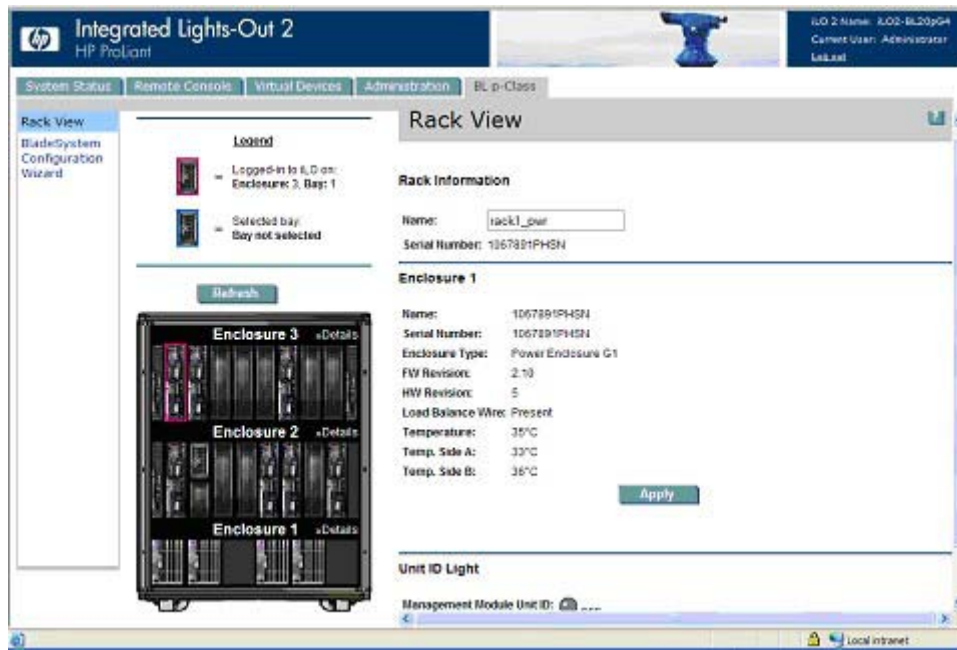 hp
Integrated Lights-Out 2
HP ProLiant
iLO 2 Name: iLO2-BL20pG4
Current User: Administrator
Log out
System Status
Remote Console
Virtual Devices
Administration
BL p-Class
Rack View
BladeSystem
Configuration
Wizard
Legend
= Logged-in to iLO on:
Enclosure: 3, Bay: 1
= Selected bay:
Bay not selected
Refresh
Enclosure 3 Details
Enclosure 2 Details
Enclosure 1 Details
Rack View
Rack Information
Name: rack1_pwr
Serial Number: 1067891PHSN
Enclosure 1
Name: 1067891PHSN
Serial Number: 1067891PHSN
Enclosure Type: Power Enclosure G1
FW Revision: 2.10
HW Revision: 5
Load Balance Wire: Present
Temperature: 35°C
Temp. Side A: 33°C
Temp. Side B: 36°C
Apply
Unit ID Light
Management Module Unit ID:
Local intranet